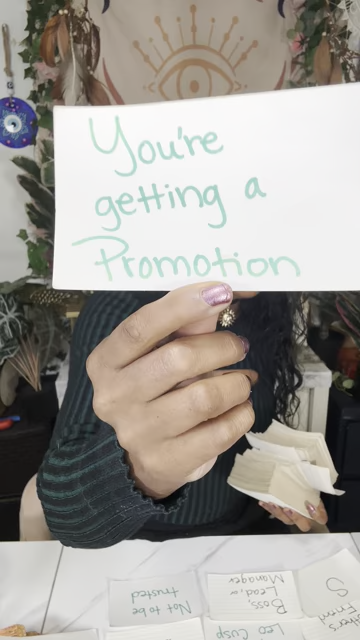 You're
getting a
Promotion
Not to be
trusted
Boss,
Lead, a
Manager
Leo Cusp
S